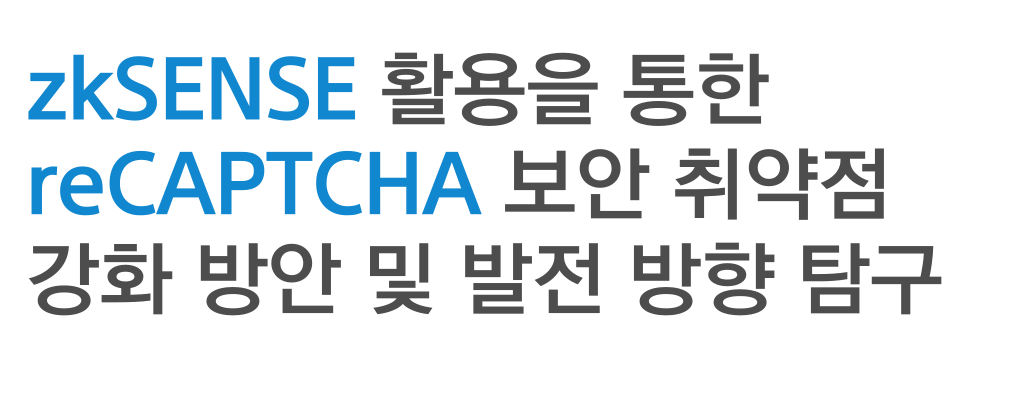 zkSENSE 활용을 통한
reCAPTCHA 보안 취약점
강화 방안 및 발전 방향 탐구